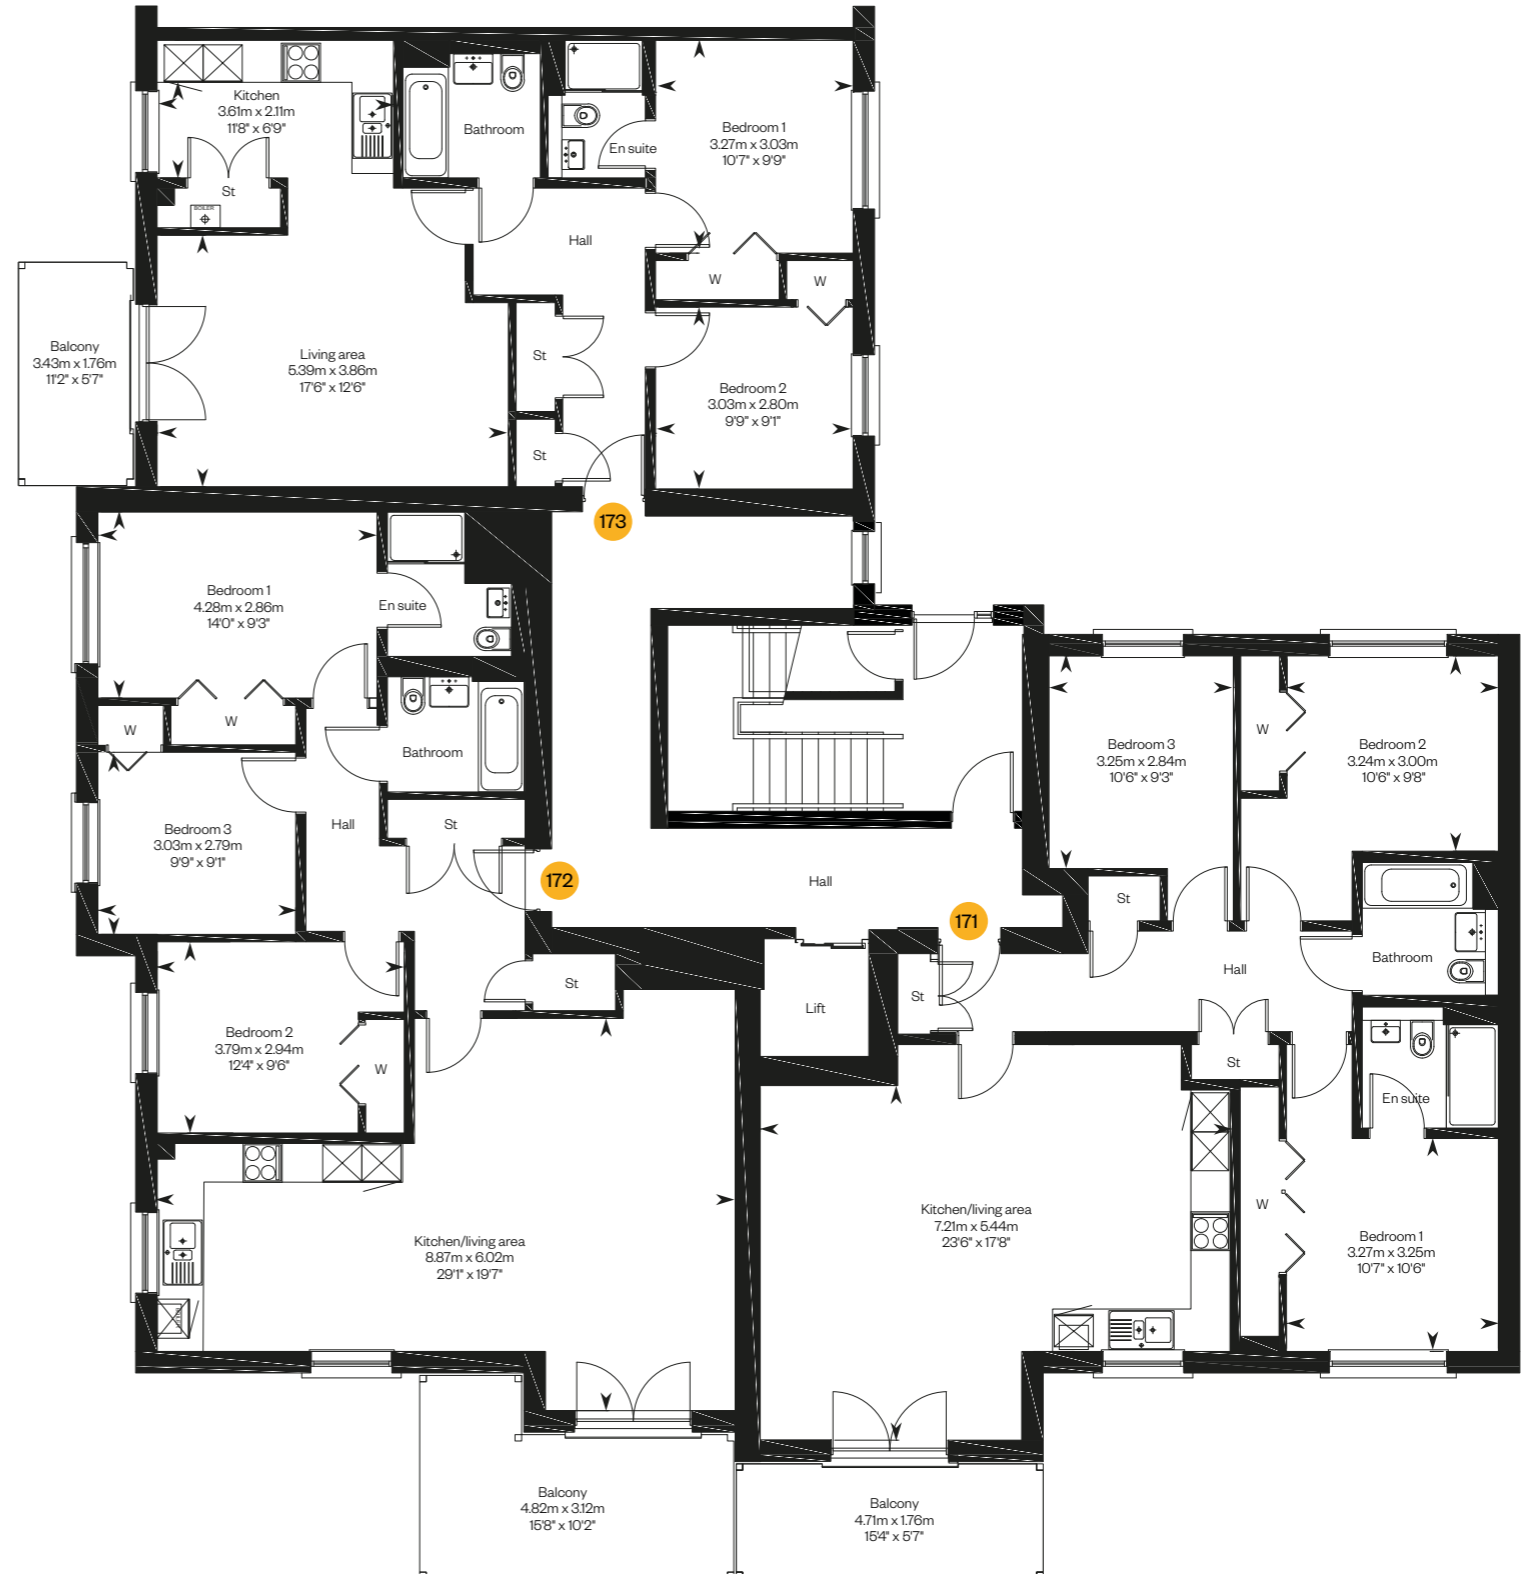 Kitchen
3.61m x 2.11m
11'8" x 6'9"
St
BOILER
Bathroom
En suite
Bedroom 1
3.27m x 3.03m
10'7" x 9'9"
Hall
W
W
Balcony
3.43m x 1.76m
11'2" x 5'7"
Living area
5.39m x 3.86m
17'6" x 12'6"
St
St
Bedroom 2
3.03m x 2.80m
9'9" x 9'1"
173
Bedroom 1
4.28m x 2.86m
14'0" x 9'3"
En suite
W
W
Bathroom
Bedroom 3
3.03m x 2.79m
9'9" x 9'1"
Hall
St
172
Bedroom 2
3.79m x 2.94m
12'4" x 9'6"
W
St
Kitchen/living area
8.87m x 6.02m
29'1" x 19'7"
Balcony
4.82m x 3.12m
15'8" x 10'2"
Hall
171
Lift
St
Bedroom 3
3.25m x 2.84m
10'6" x 9'3"
W
Bedroom 2
3.24m x 3.00m
10'6" x 9'8"
St
Bathroom
Hall
St
En suite
W
Bedroom 1
3.27m x 3.25m
10'7" x 10'6"
Kitchen/living area
7.21m x 5.44m
23'6" x 17'8"
Balcony
4.71m x 1.76m
15'4" x 5'7"